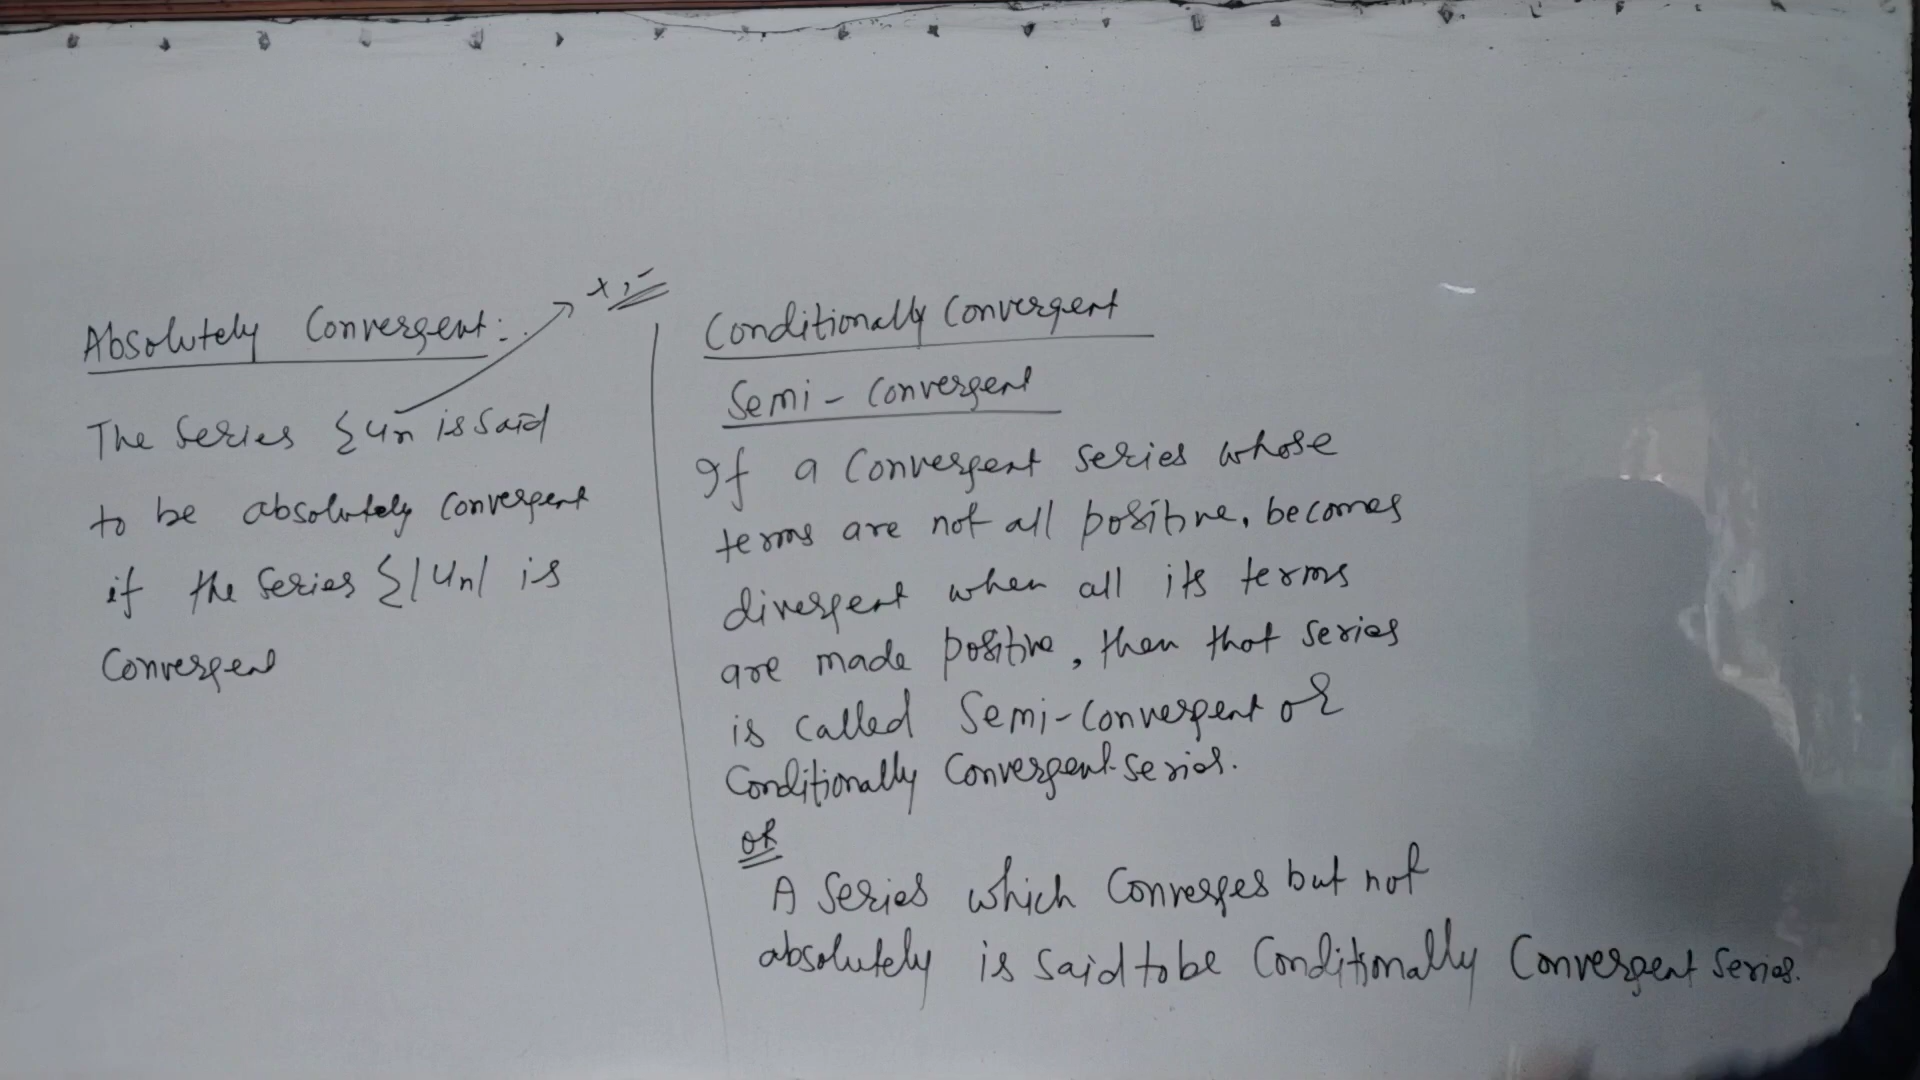 +, -
Absolutely Convergent :
The Series Σun is said
to be absolutely convergent
if the Series Σ|un| is
Convergent
Conditionally Convergent
Semi - Convergent
If a Convergent Series whose
terms are not all positive, becomes
divergent when all its terms
are made positive, then that series
is called Semi-Convergent or
Conditionally Convergent series.
or
A Series which Converges but not
absolutely is said to be Conditionally Convergent series.